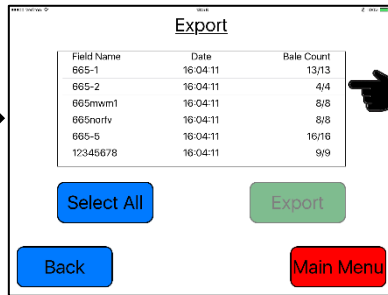 Export
Field Name Date Bale Count
665-1 16:04:11 13/13
665-2 16:04:11 4/4
665mwm1 16:04:11 8/8
665norfv 16:04:11 8/8
665-5 16:04:11 16/16
12345678 16:04:11 9/9
Select All Export
Back Main Menu